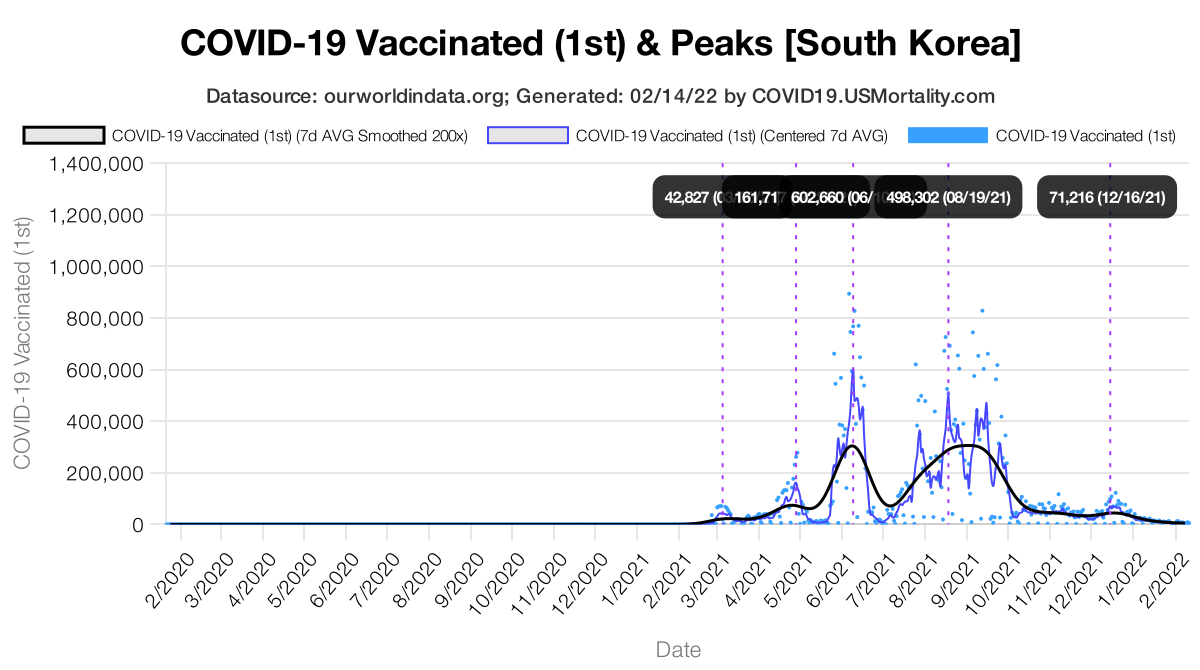 COVID-19 Vaccinated (1st) & Peaks [South Korea]
Datasource: ourworldindata.org; Generated: 02/14/22 by COVID19.USMortality.com
COVID-19 Vaccinated (1st) (7d AVG Smoothed 200x) COVID-19 Vaccinated (1st) (Centered 7d AVG) COVID-19 Vaccinated (1st)
1,400,000
1,200,000
1,000,000
800,000
600,000
400,000
200,000
0
COVID-19 Vaccinated (1st)
42,827 161,717 602,660 (06/ 498,302 (08/19/21) 71,216 (12/16/21)
2/2020 3/2020 4/2020 5/2020 6/2020 7/2020 8/2020 9/2020 10/2020 11/2020 12/2020 1/2021 2/2021 3/2021 4/2021 5/2021 6/2021 7/2021 8/2021 9/2021 10/2021 11/2021 12/2021 1/2022 2/2022
Date